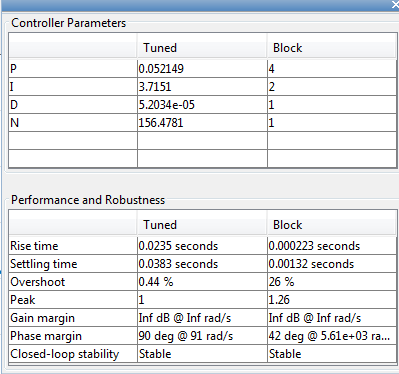 Controller Parameters
Tuned Block
P 0.052149 4
I 3.7151 2
D 5.2034e-05 1
N 156.4781 1
Performance and Robustness
Tuned Block
Rise time 0.0235 seconds 0.000223 seconds
Settling time 0.0383 seconds 0.00132 seconds
Overshoot 0.44 % 26 %
Peak 1 1.26
Gain margin Inf dB @ Inf rad/s Inf dB @ Inf rad/s
Phase margin 90 deg @ 91 rad/s 42 deg @ 5.61e+03 ra...
Closed-loop stability Stable Stable